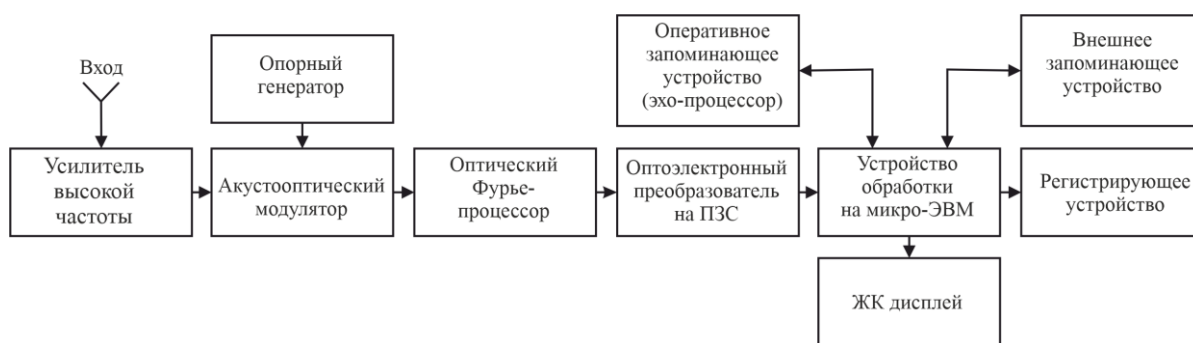 Вход
Опорный
генератор
Оперативное
запоминающее
устройство
(эхо-процессор)
Внешнее
запоминающее
устройство
Усилитель
высокой
частоты
Акустооптический
модулятор
Оптический
Фурье-
процессор
Оптоэлектронный
преобразователь
на ПЗС
Устройство
обработки
на микро-ЭВМ
Регистрирующее
устройство
ЖК дисплей